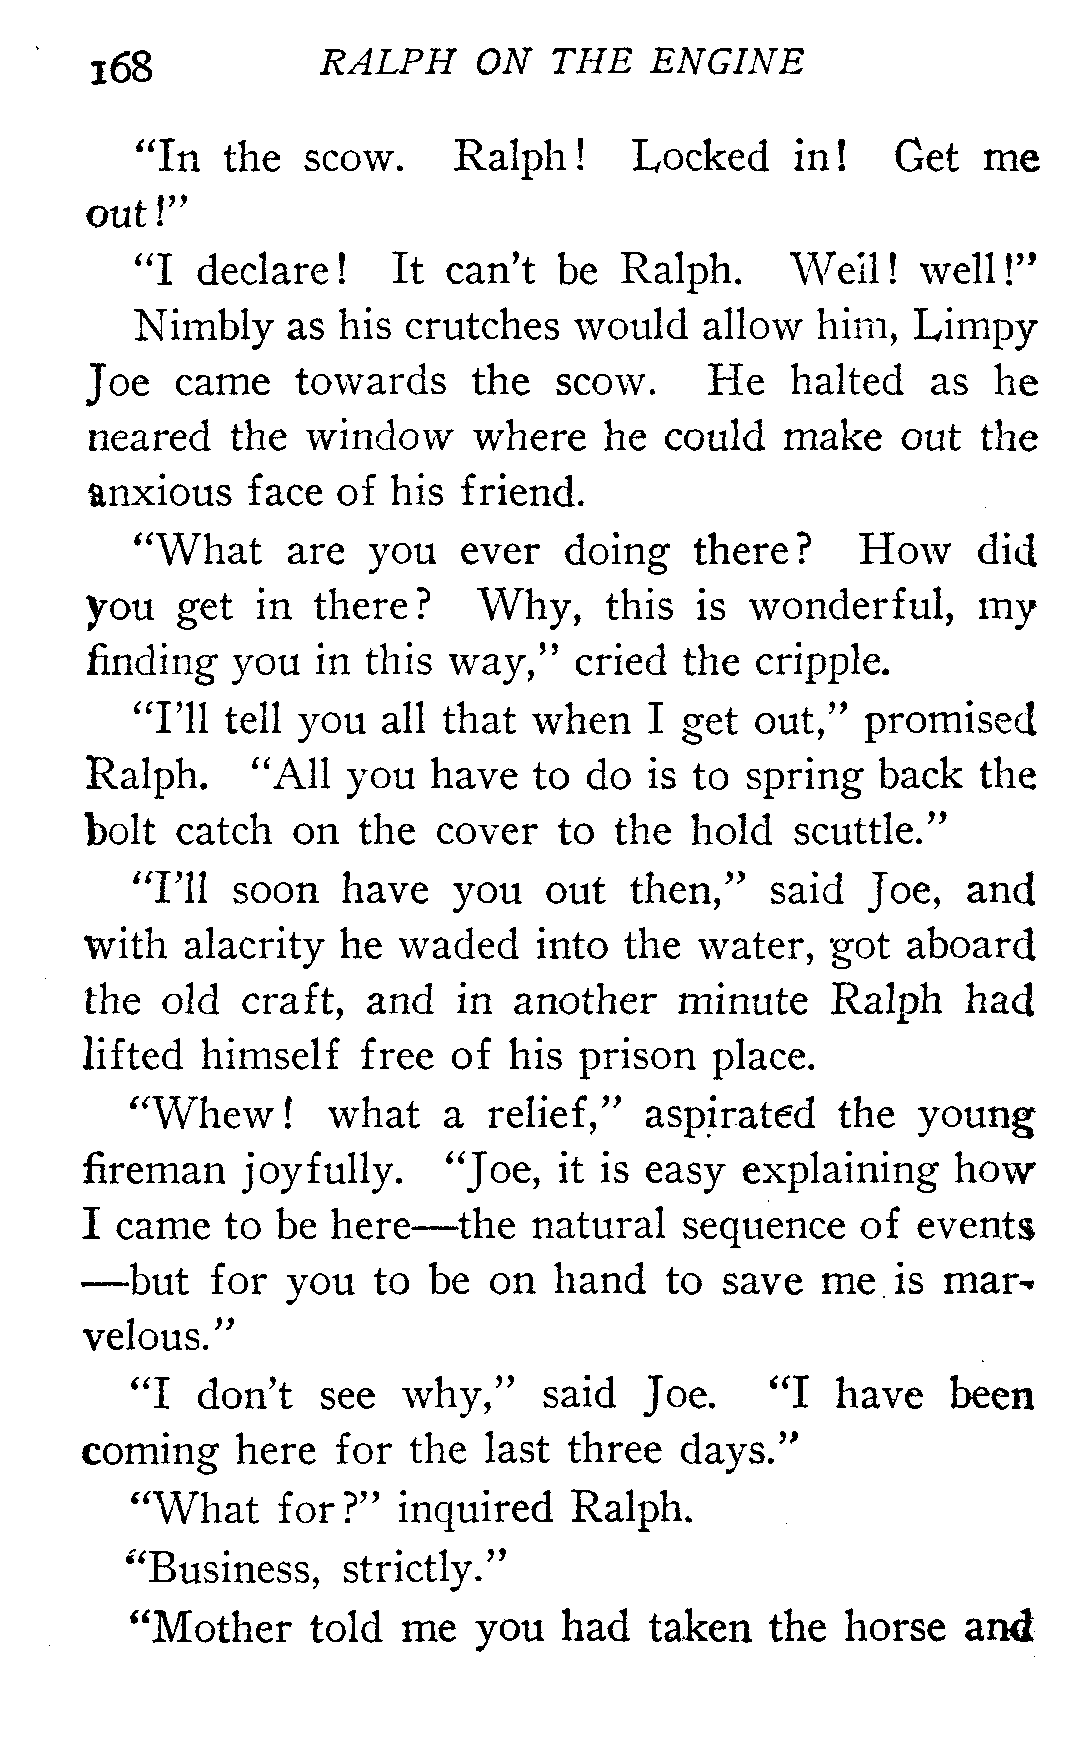 168 RALPH ON THE ENGINE
“In the scow. Ralph! Locked in! Get me
out!”
“I declare! It can’t be Ralph. Well! well!”
Nimbly as his crutches would allow him, Limpy
Joe came towards the scow. He halted as he
neared the window where he could make out the
anxious face of his friend.
“What are you ever doing there? How did
you get in there? Why, this is wonderful, my
finding you in this way,” cried the cripple.
“I’ll tell you all that when I get out,” promised
Ralph. “All you have to do is to spring back the
bolt catch on the cover to the hold scuttle.”
“I’ll soon have you out then,” said Joe, and
with alacrity he waded into the water, got aboard
the old craft, and in another minute Ralph had
lifted himself free of his prison place.
“Whew! what a relief,” aspirated the young
fireman joyfully. “Joe, it is easy explaining how
I came to be here—the natural sequence of events
—but for you to be on hand to save me is mar-
velous.”
“I don’t see why,” said Joe. “I have been
coming here for the last three days.”
“What for?” inquired Ralph.
“Business, strictly.”
“Mother told me you had taken the horse and